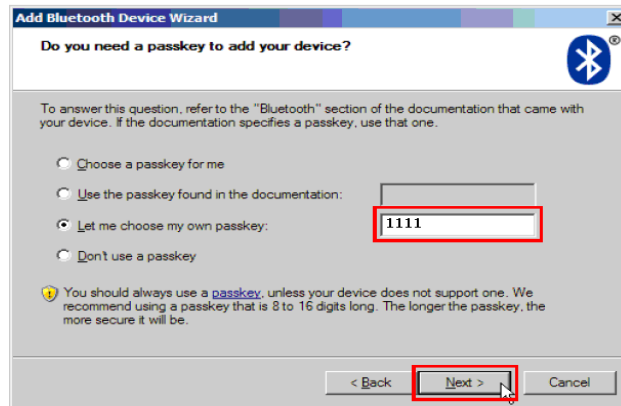 Add Bluetooth Device Wizard
Do you need a passkey to add your device?
®
To answer this question, refer to the "Bluetooth" section of the documentation that came with
your device. If the documentation specifies a passkey, use that one.
Choose a passkey for me
Use the passkey found in the documentation:
Let me choose my own passkey: 1111
Don't use a passkey
You should always use a passkey, unless your device does not support one. We
recommend using a passkey that is 8 to 16 digits long. The longer the passkey, the
more secure it will be.
< Back Next > Cancel